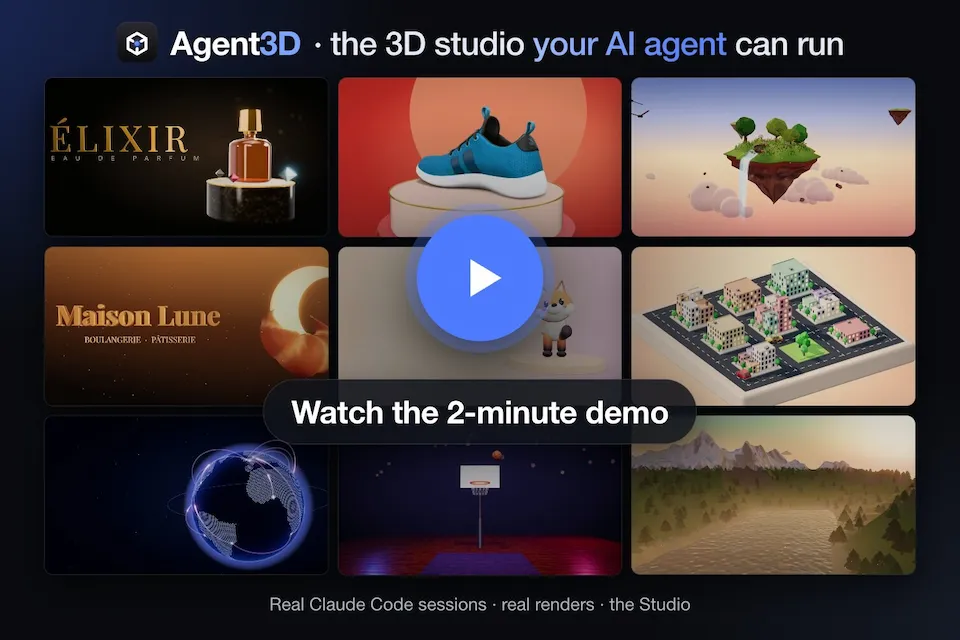 Agent3D · the 3D studio your AI agent can run
ÉLIXIR
EAU DE PARFUM
Maison Lune
BOULANGERIE · PÂTISSERIE
Watch the 2-minute demo
Real Claude Code sessions · real renders · the Studio